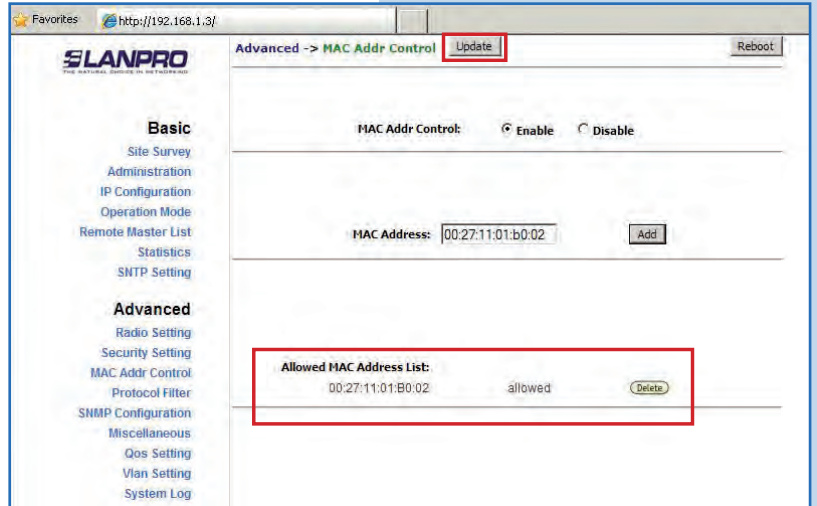 Favorites http://192.168.1.3/
LANPRO
THE NATURAL CHOICE IN NETWORKING
Advanced -> MAC Addr Control Update Reboot
Basic
Site Survey
Administration
IP Configuration
Operation Mode
Remote Master List
Statistics
SNTP Setting
Advanced
Radio Setting
Security Setting
MAC Addr Control
Protocol Filter
SNMP Configuration
Miscellaneous
Qos Setting
Vlan Setting
System Log
MAC Addr Control: Enable Disable
MAC Address: 00:27:11:01:b0:02 Add
Allowed MAC Address List:
00:27:11:01:B0:02 allowed Delete